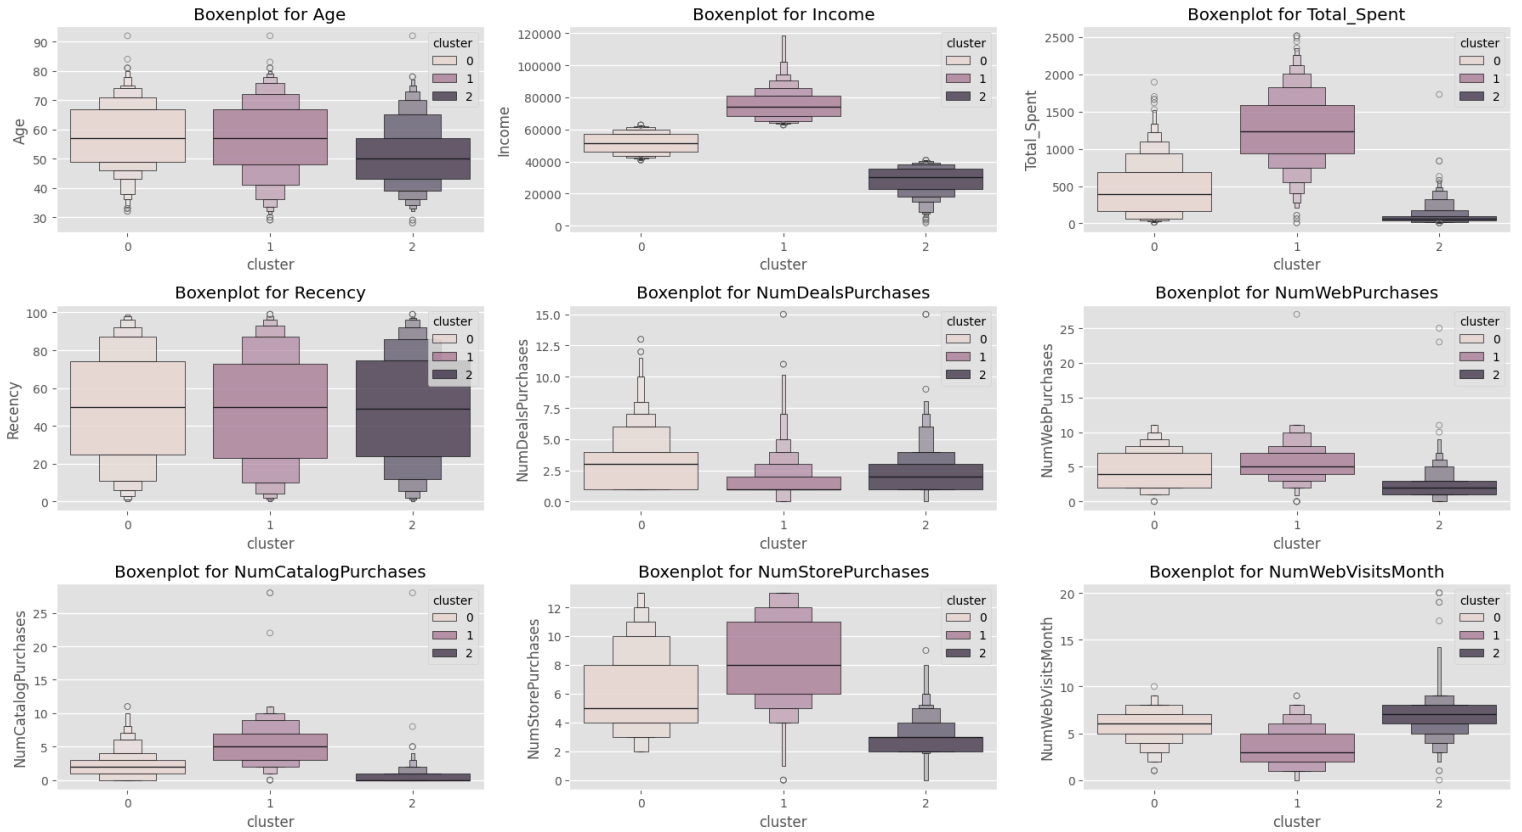 Boxenplot for Age
90
80
70
60
50
40
30
Age
0 1 2
cluster
cluster
0
1
2
Boxenplot for Income
120000
100000
80000
60000
40000
20000
0
Income
0 1 2
cluster
cluster
0
1
2
Boxenplot for Total_Spent
2500
2000
1500
1000
500
0
Total_Spent
0 1 2
cluster
cluster
0
1
2
Boxenplot for Recency
100
80
60
40
20
0
Recency
0 1 2
cluster
cluster
0
1
2
Boxenplot for NumDealsPurchases
15.0
12.5
10.0
7.5
5.0
2.5
0.0
NumDealsPurchases
0 1 2
cluster
cluster
0
1
2
Boxenplot for NumWebPurchases
25
20
15
10
5
0
NumWebPurchases
0 1 2
cluster
cluster
0
1
2
Boxenplot for NumCatalogPurchases
25
20
15
10
5
0
NumCatalogPurchases
0 1 2
cluster
cluster
0
1
2
Boxenplot for NumStorePurchases
12
10
8
6
4
2
0
NumStorePurchases
0 1 2
cluster
cluster
0
1
2
Boxenplot for NumWebVisitsMonth
20
15
10
5
0
NumWebVisitsMonth
0 1 2
cluster
cluster
0
1
2